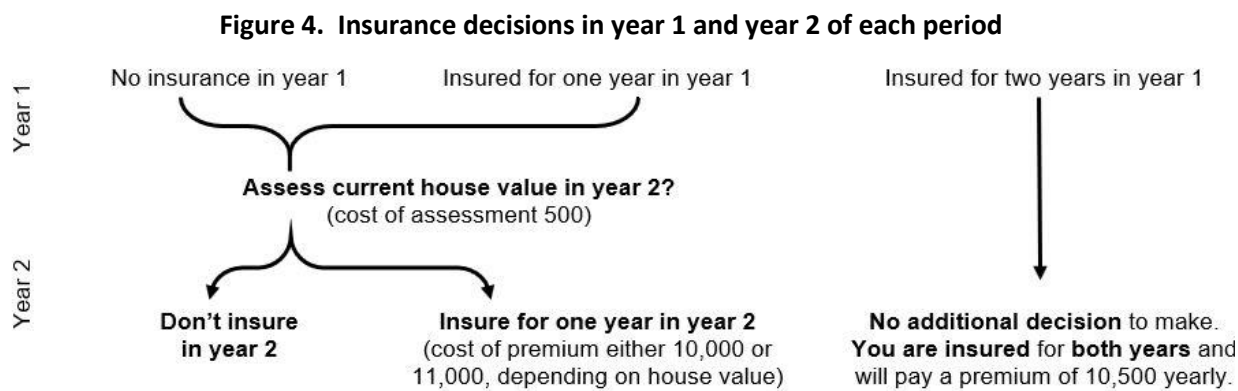 Figure 4. Insurance decisions in year 1 and year 2 of each period
Year 1
No insurance in year 1
Insured for one year in year 1
Insured for two years in year 1
Assess current house value in year 2?
(cost of assessment 500)
Year 2
Don't insure
in year 2
Insure for one year in year 2
(cost of premium either 10,000 or
11,000, depending on house value)
No additional decision to make.
You are insured for both years and
will pay a premium of 10,500 yearly.